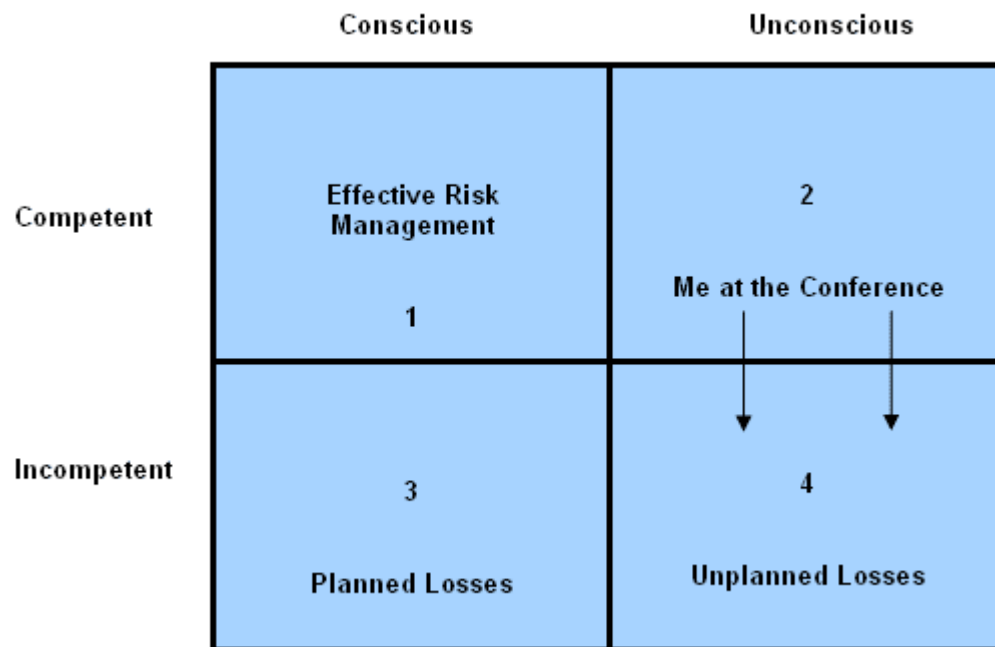 Conscious
Unconscious
Competent
Effective Risk
Management
1
2
Me at the Conference
Incompetent
3
Planned Losses
4
Unplanned Losses